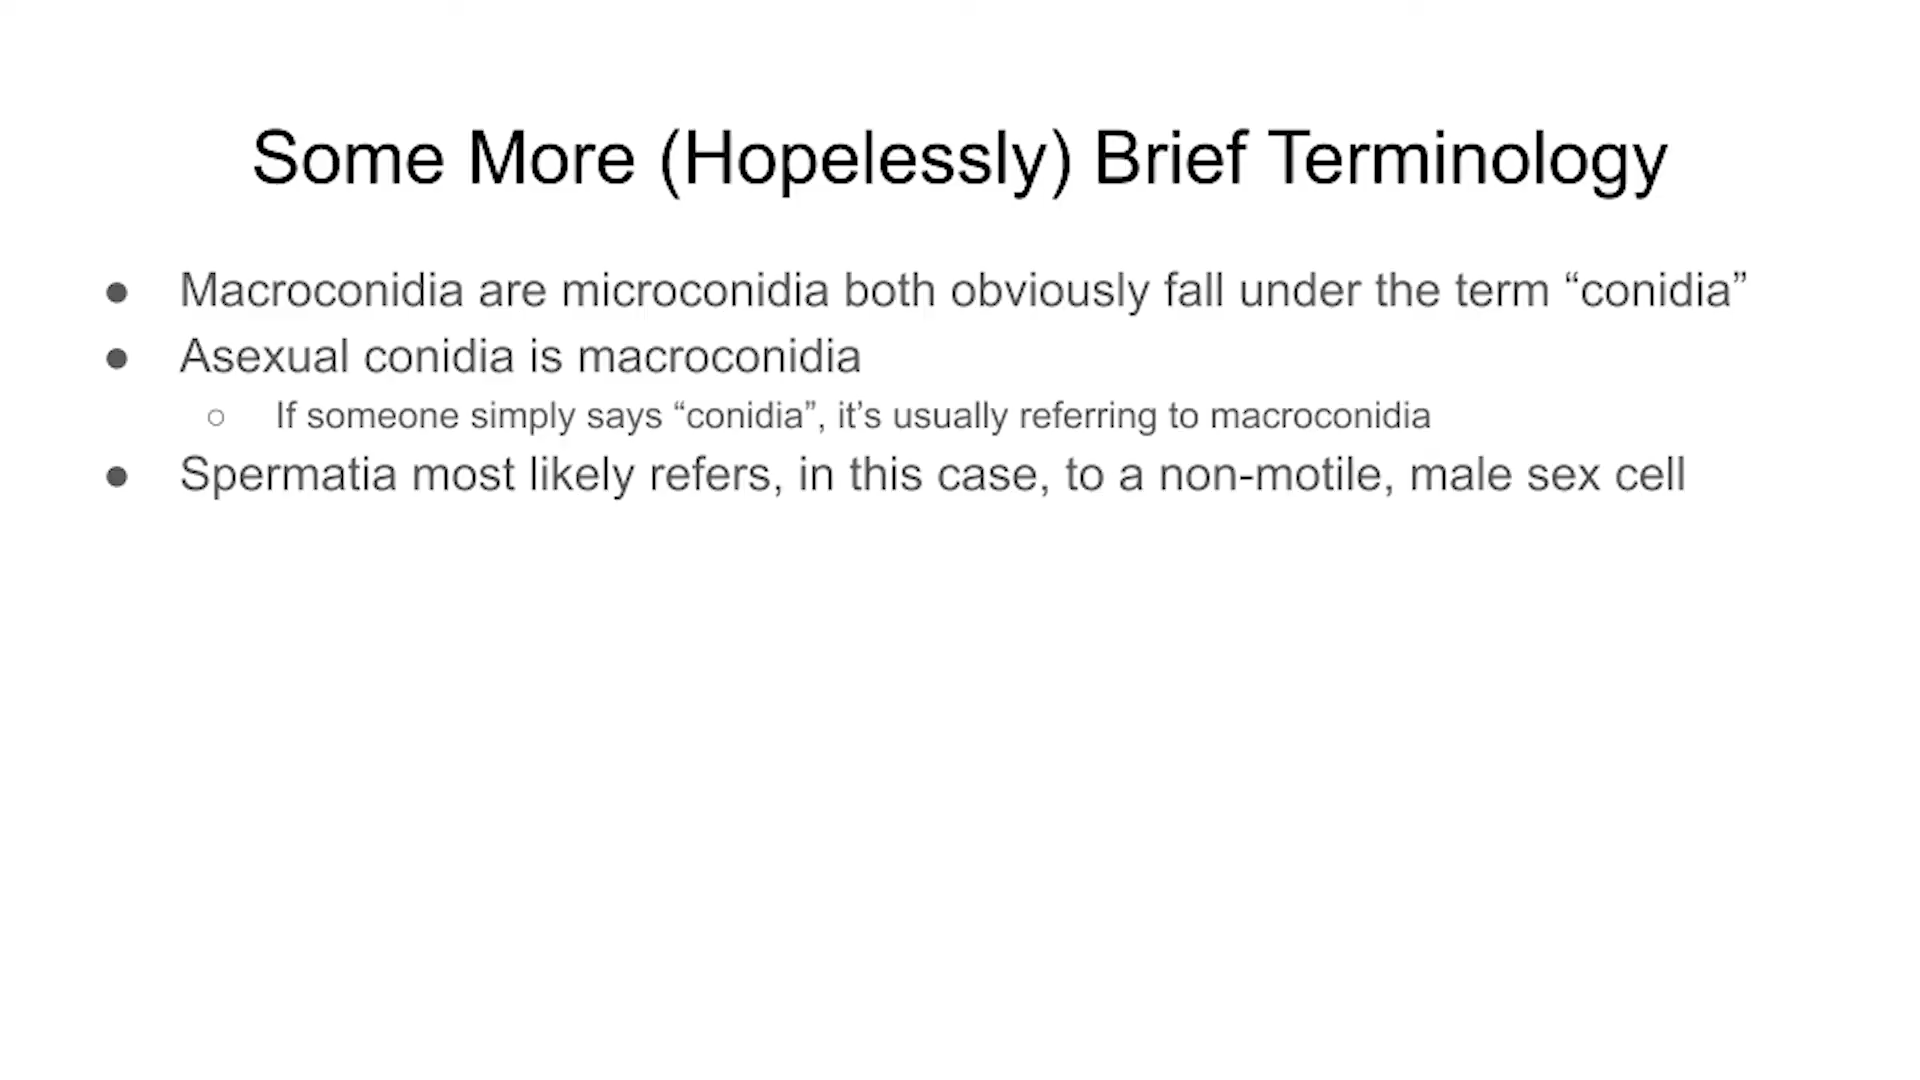 Some More (Hopelessly) Brief Terminology
● Macroconidia are microconidia both obviously fall under the term “conidia”
● Asexual conidia is macroconidia
○ If someone simply says “conidia”, it’s usually referring to macroconidia
● Spermatia most likely refers, in this case, to a non-motile, male sex cell